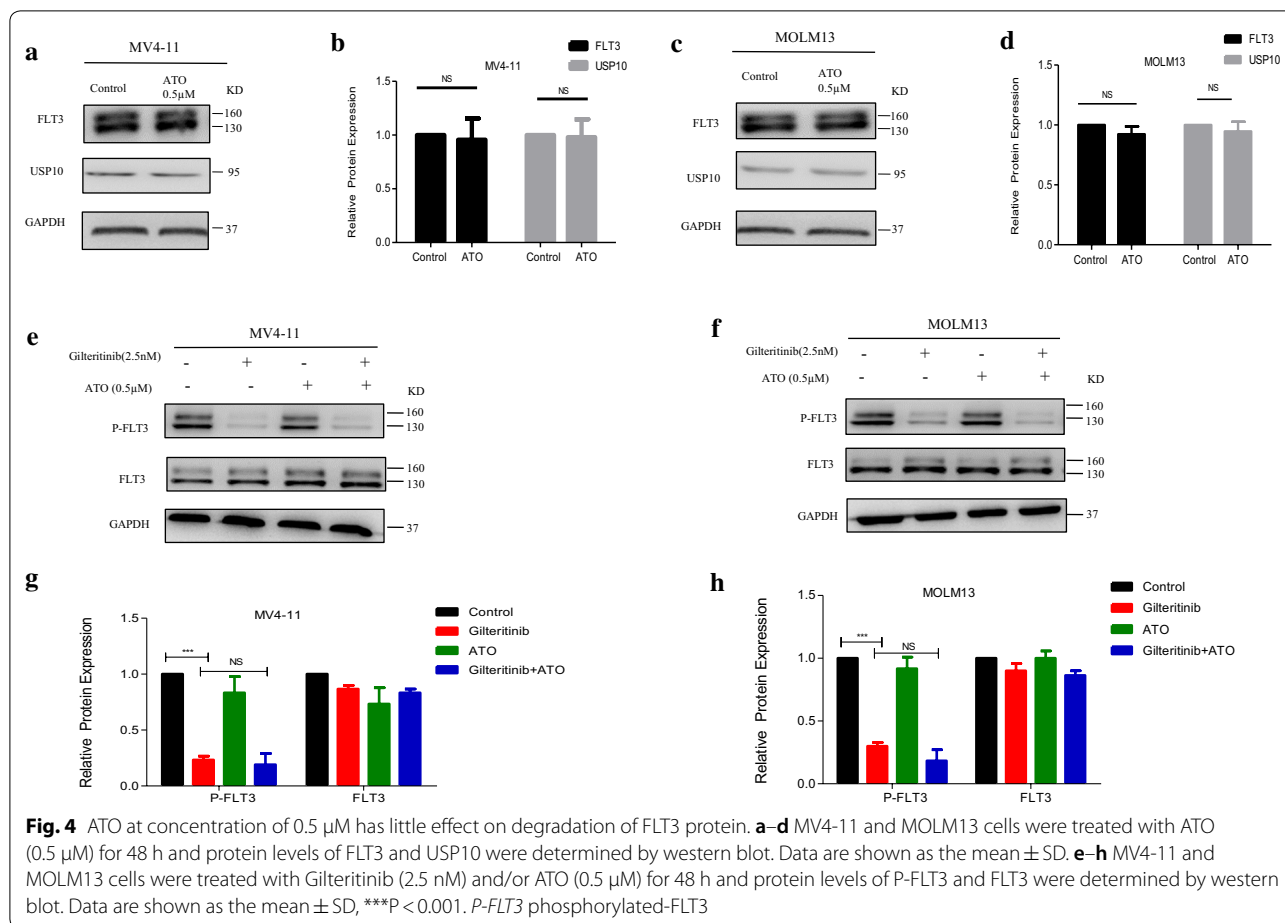 a
MV4-11
Control
ATO
0.5µM
KD
FLT3
160
130
USP10
95
GAPDH
37
b
FLT3
USP10
MV4-11
NS
NS
Relative Protein Expression
1.5
1.0
0.5
0.0
Control ATO Control ATO
c
MOLM13
Control
ATO
0.5µM
KD
FLT3
160
130
USP10
95
GAPDH
37
d
FLT3
USP10
MOLM13
NS
NS
Relative Protein Expression
1.5
1.0
0.5
0.0
Control ATO Control ATO
e
MV4-11
Gilteritinib(2.5nM) - + - +
ATO (0.5µM) - - + +
KD
P-FLT3
160
130
FLT3
160
130
GAPDH
37
f
MOLM13
Gilteritinib(2.5nM) - + - +
ATO (0.5µM) - - + +
KD
P-FLT3
160
130
FLT3
160
130
GAPDH
37
g
MV4-11
Control
Gilteritinib
ATO
Gilteritinib+ATO
*** NS
Relative Protein Expression
1.5
1.0
0.5
0.0
P-FLT3 FLT3
h
MOLM13
Control
Gilteritinib
ATO
Gilteritinib+ATO
*** NS
Relative Protein Expression
1.5
1.0
0.5
0.0
P-FLT3 FLT3
Fig. 4 ATO at concentration of 0.5 µM has little effect on degradation of FLT3 protein. a–d MV4-11 and MOLM13 cells were treated with ATO
(0.5 µM) for 48 h and protein levels of FLT3 and USP10 were determined by western blot. Data are shown as the mean ± SD. e–h MV4-11 and
MOLM13 cells were treated with Gilteritinib (2.5 nM) and/or ATO (0.5 µM) for 48 h and protein levels of P-FLT3 and FLT3 were determined by western
blot. Data are shown as the mean ± SD, ***P < 0.001. P-FLT3 phosphorylated-FLT3